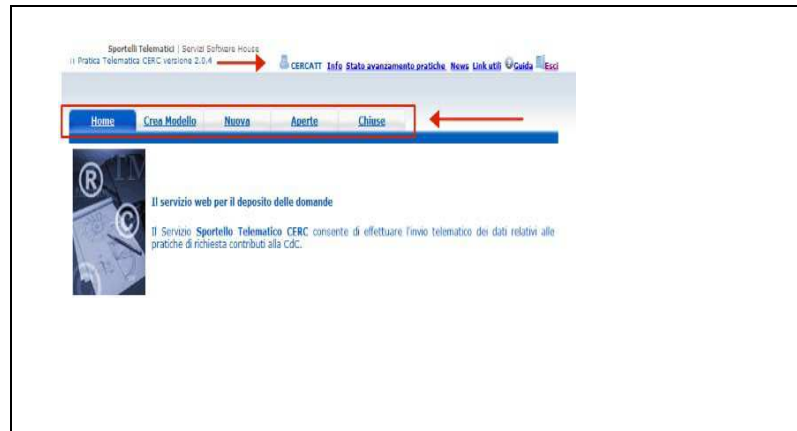 Sportelli Telematici | Servizi Software House
:: Pratica Telematica CERC versione 2.0.4
CERCATT Info Stato avanzamento pratiche News Link utili Guida Esci
Home Crea Modello Nuova Aperte Chiuse
R TM
C
Il servizio web per il deposito delle domande
Il Servizio Sportello Telematico CERC consente di effettuare l'invio telematico dei dati relativi alle
pratiche di richiesta contributi alla CdC.